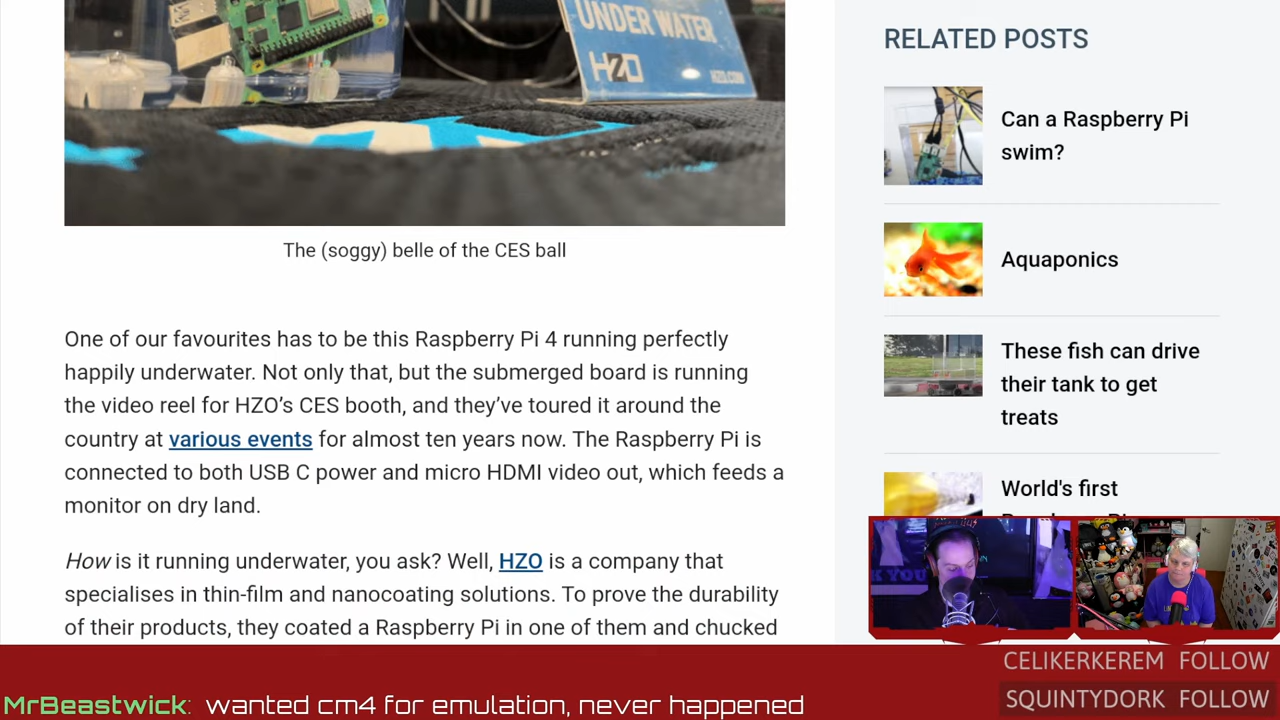 UNDER WATER
HZO
HZO.COM
The (soggy) belle of the CES ball
One of our favourites has to be this Raspberry Pi 4 running perfectly
happily underwater. Not only that, but the submerged board is running
the video reel for HZO’s CES booth, and they’ve toured it around the
country at various events for almost ten years now. The Raspberry Pi is
connected to both USB C power and micro HDMI video out, which feeds a
monitor on dry land.
How is it running underwater, you ask? Well, HZO is a company that
specialises in thin-film and nanocoating solutions. To prove the durability
of their products, they coated a Raspberry Pi in one of them and chucked
RELATED POSTS
Can a Raspberry Pi
swim?
Aquaponics
These fish can drive
their tank to get
treats
World's first
CELIKERKEREM FOLLOW
SQUINTYDORK FOLLOW
MrBeastwick: wanted cm4 for emulation, never happened